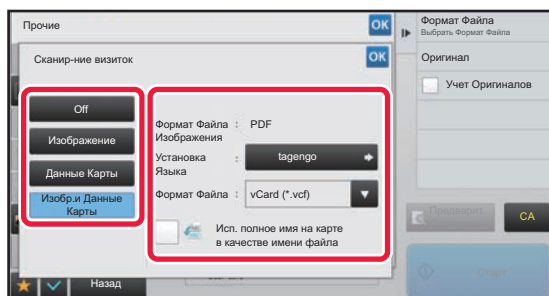 Прочие
OK
Сканир-ние визиток
OK
Off
Изображение
Данные Карты
Изобр.и Данные
Карты
Формат Файла : PDF
Изображения
Установка : tagengo
Языка
Формат Файла : vCard (*.vcf)
Исп. полное имя на карте
в качестве имени файла
Назад
Формат Файла
Выбрать Формат Файла
Оригинал
Учет Оригиналов
Предварит.
CA
Старт